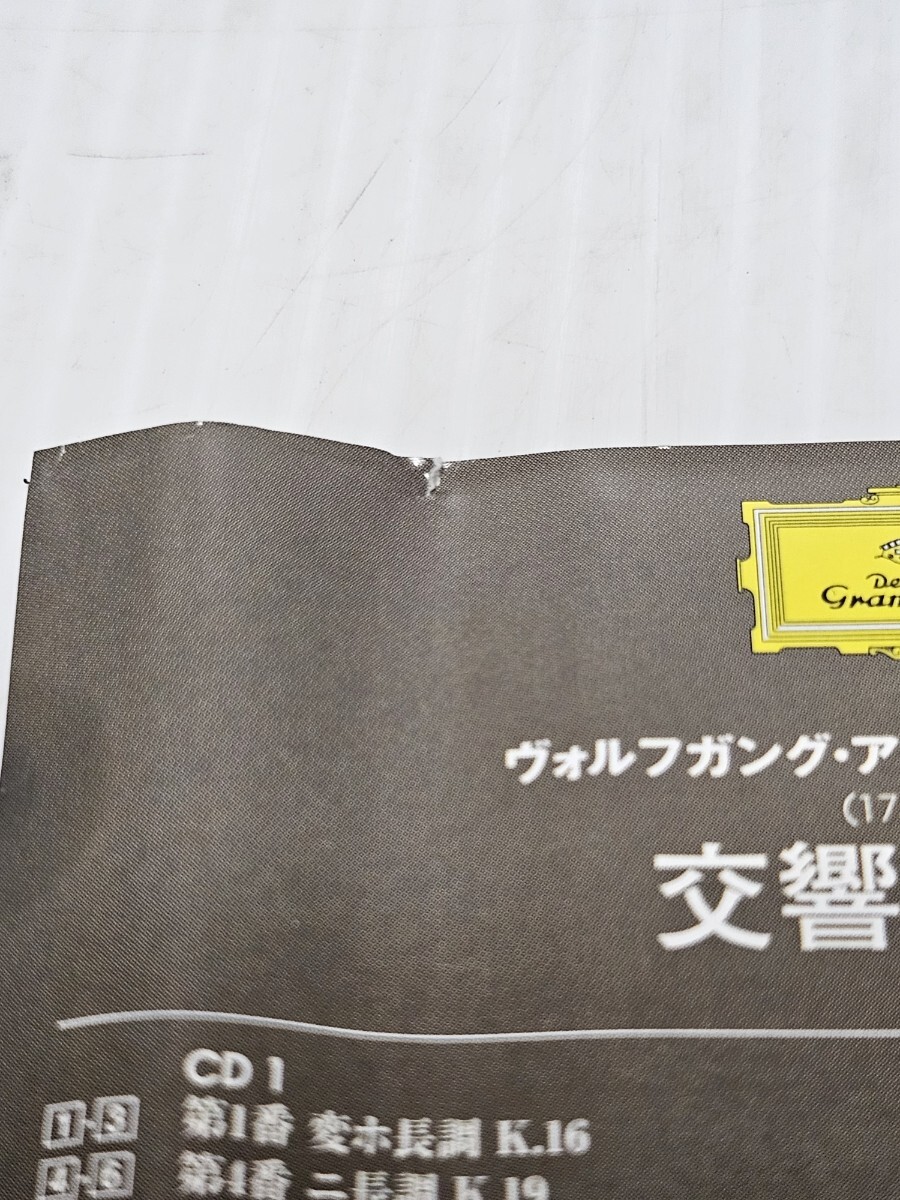 De
Gram
ヴォルフガング・ア
(17
交響
CD 1
1-3 第1番 変ホ長調 K.16
4-6 第4番 ニ長調 K.19